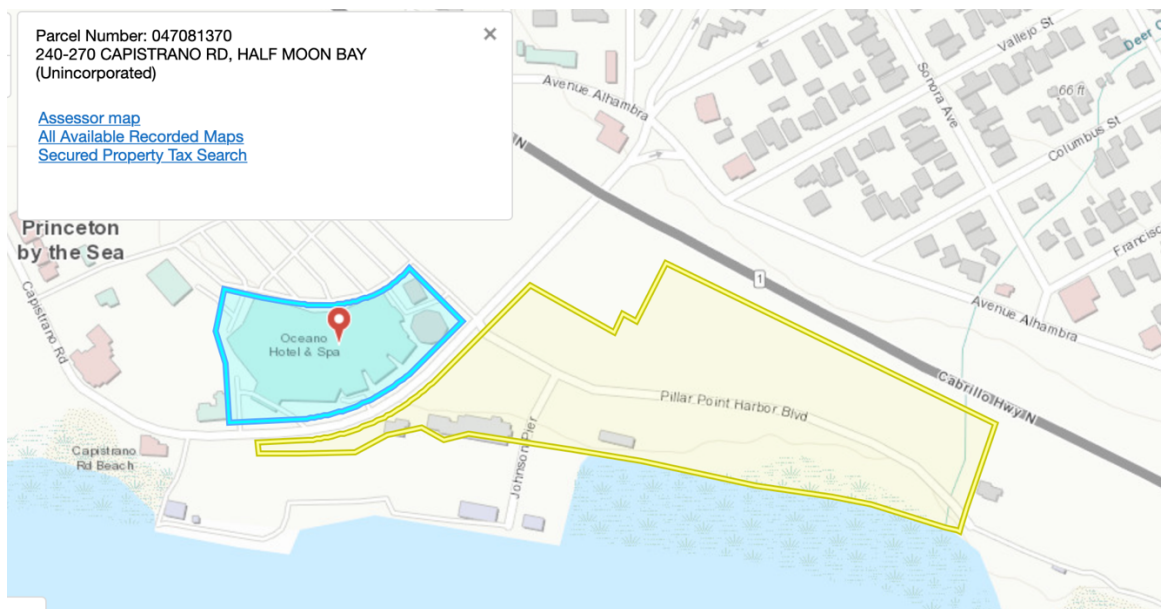 Parcel Number: 047081370
240-270 CAPISTRANO RD, HALF MOON BAY
(Unincorporated)
Assessor map
All Available Recorded Maps
Secured Property Tax Search
Vallejo St
Deer C
Avenue Alhambra
Sonora Ave
66 ft
Columbus St
Francisc
N
Princeton
by the Sea
1
Avenue Alhambra
Capistrano Rd
Oceano
Hotel & Spa
Cabrillo Hwy N
Pillar Point Harbor Blvd
Capistrano
Rd Beach
Johnson Pier